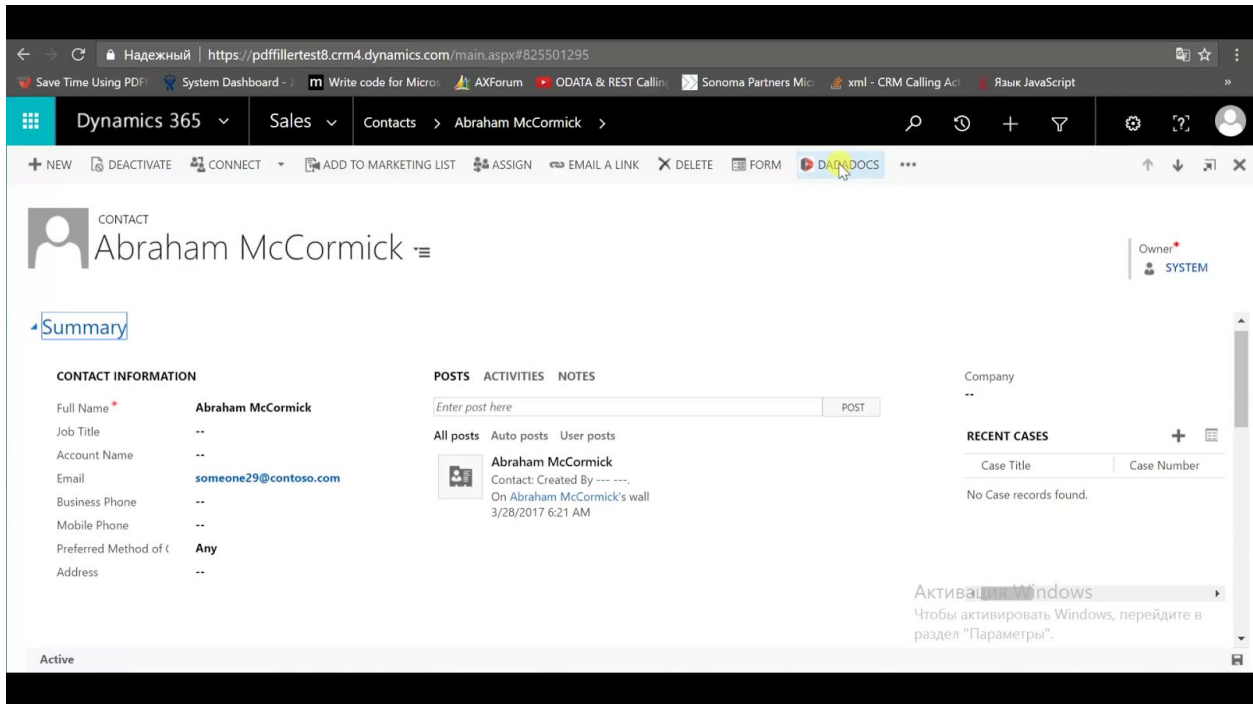 Надежный | https://pdffillertest8.crm4.dynamics.com/main.aspx#825501295
Save Time Using PDFf System Dashboard - J m Write code for Micros AXForum ODATA & REST Calling Sonoma Partners Mic xml - CRM Calling Act Язык JavaScript »
Dynamics 365 Sales Contacts > Abraham McCormick >
+ NEW DEACTIVATE CONNECT ADD TO MARKETING LIST ASSIGN EMAIL A LINK DELETE FORM DADADOCS •••
CONTACT
Abraham McCormick
Owner*
SYSTEM
Summary
CONTACT INFORMATION
Full Name* Abraham McCormick
Job Title --
Account Name --
Email someone29@contoso.com
Business Phone --
Mobile Phone --
Preferred Method of C Any
Address --
POSTS ACTIVITIES NOTES
Enter post here POST
All posts Auto posts User posts
Abraham McCormick
Contact: Created By --- ---.
On Abraham McCormick's wall
3/28/2017 6:21 AM
Company
--
RECENT CASES
Case Title Case Number
No Case records found.
Активация Windows
Чтобы активировать Windows, перейдите в
раздел "Параметры".
Active